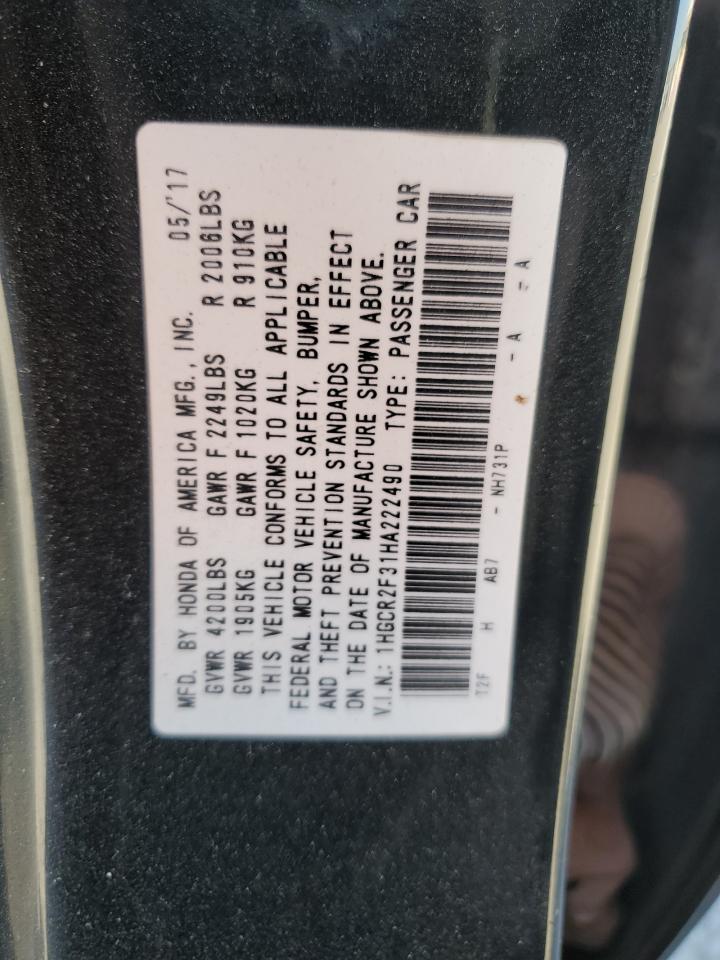 MFD. BY HONDA OF AMERICA MFG., INC. 05/'17
GVWR 4200LBS GAWR F 2249LBS R 2006LBS
GVWR 1905KG GAWR F 1020KG R 910KG
THIS VEHICLE CONFORMS TO ALL APPLICABLE
FEDERAL MOTOR VEHICLE SAFETY, BUMPER,
AND THEFT PREVENTION STANDARDS IN EFFECT
ON THE DATE OF MANUFACTURE SHOWN ABOVE.
V.I.N.: 1HGCR2F31HA222490 TYPE: PASSENGER CAR
T2F H AB7 - NH731P - A - A